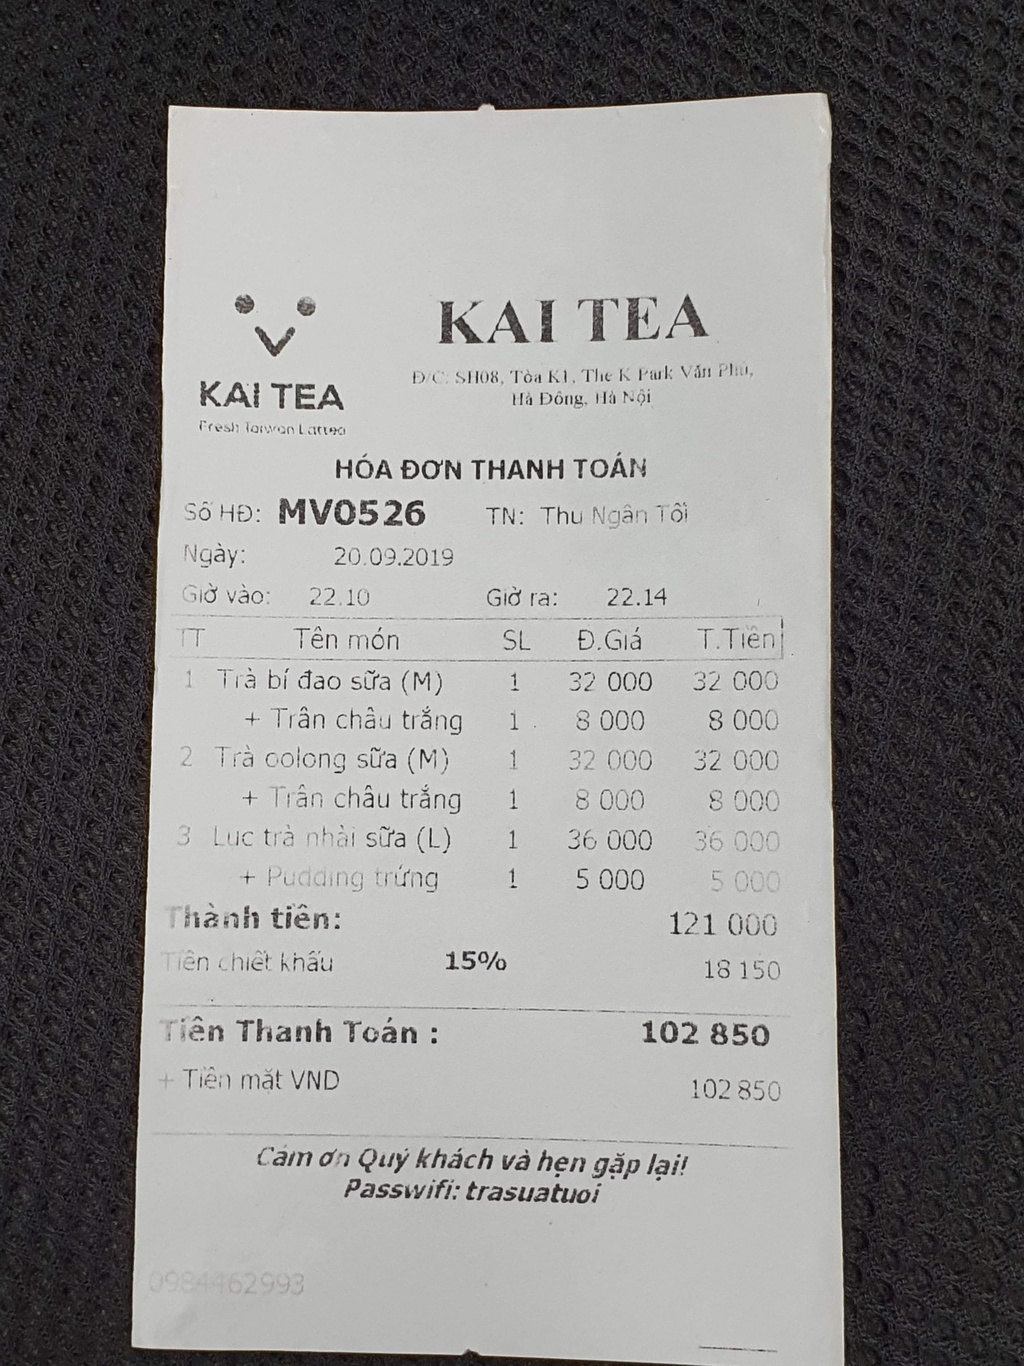 KAI TEA
Fresh Taiwan Lattea
KAI TEA
Đ/C: SH08, Tòa K1, The K Park Văn Phú,
Hà Đông, Hà Nội
HÓA ĐƠN THANH TOÁN
Số HĐ: MV0526 TN: Thu Ngân Tối
Ngày: 20.09.2019
Giờ vào: 22.10 Giờ ra: 22.14
TT Tên món SL Đ.Giá T.Tiền
1 Trà bí đao sữa (M) 1 32 000 32 000
+ Trân châu trắng 1 8 000 8 000
2 Trà oolong sữa (M) 1 32 000 32 000
+ Trân châu trắng 1 8 000 8 000
3 Luc trà nhài sữa (L) 1 36 000 36 000
+ Pudding trứng 1 5 000 5 000
Thành tiền: 121 000
Tiền chiết khấu 15% 18 150
Tiền Thanh Toán : 102 850
+ Tiền mặt VND 102 850
Cảm ơn Quý khách và hẹn gặp lại!
Passwifi: trasuatuoi
0984462993